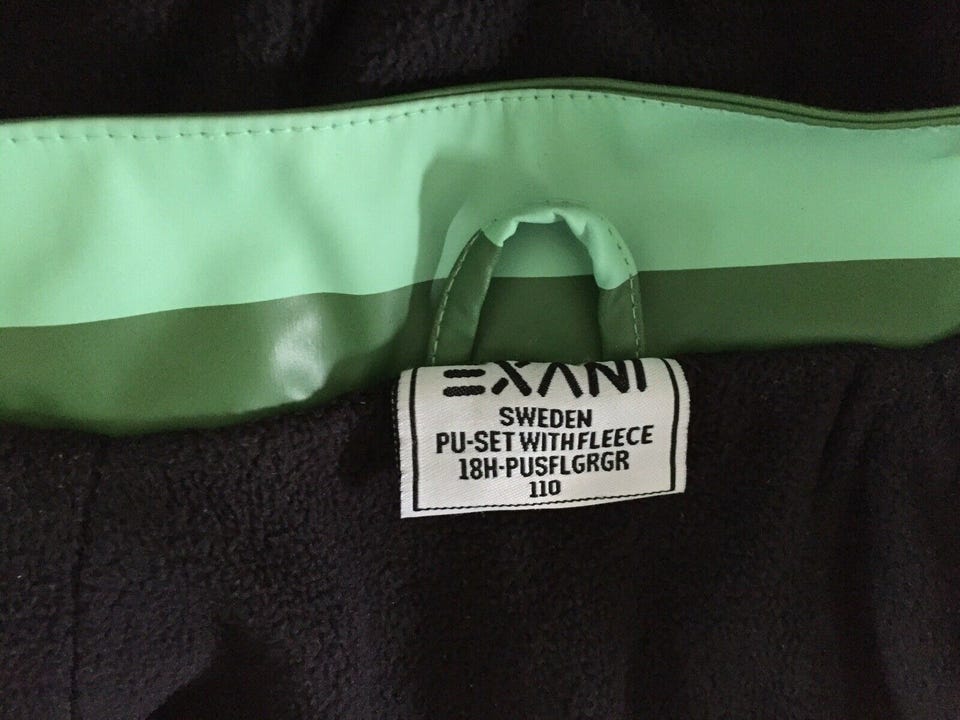 EXANI
SWEDEN
PU-SET WITH FLEECE
18H-PUSFLGRGR
110